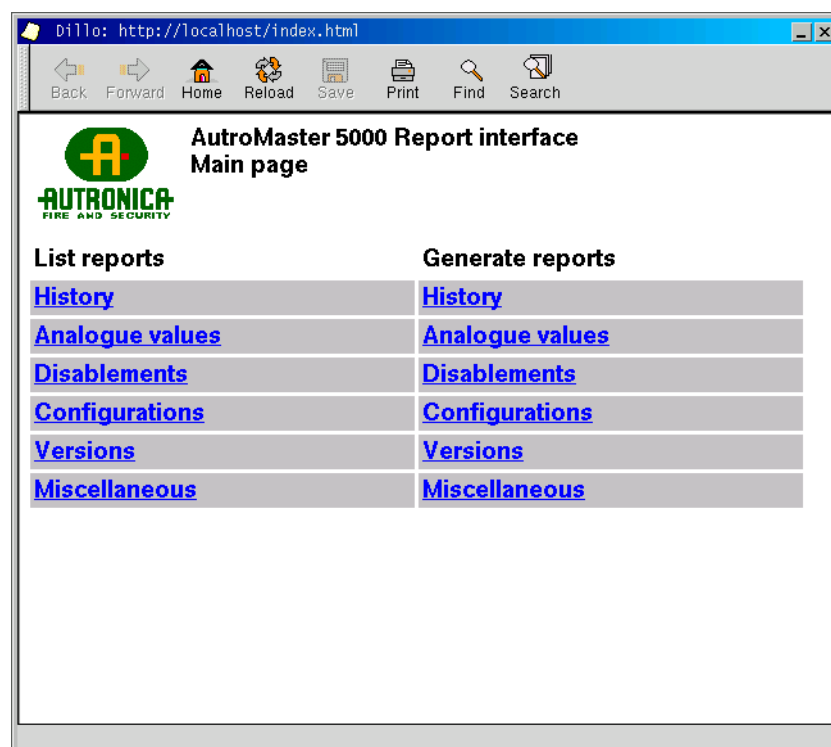 Dillo: http://localhost/index.html
Back Forward Home Reload Save Print Find Search
AutroMaster 5000 Report interface
Main page
AUTRONICA
FIRE AND SECURITY
List reports Generate reports
History History
Analogue values Analogue values
Disablements Disablements
Configurations Configurations
Versions Versions
Miscellaneous Miscellaneous